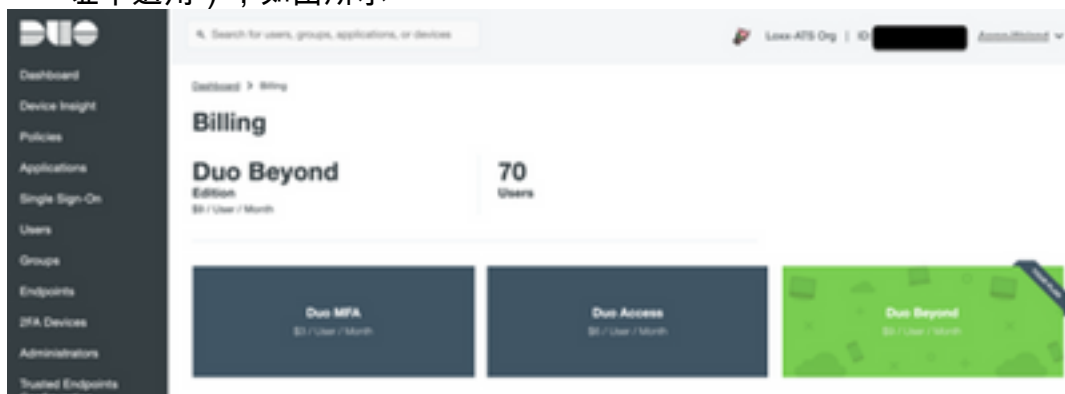 DUO
Search for users, groups, applications, or devices
Loxx-ATS Org | ID
Dashboard
Device Insight
Policies
Applications
Single Sign-On
Users
Groups
Endpoints
2FA Devices
Administrators
Trusted Endpoints
Dashboard > Billing
Billing
Duo Beyond
Edition
$9 / User / Month
70
Users
Duo MFA
$3 / User / Month
Duo Access
$6 / User / Month
Duo Beyond
$9 / User / Month
YOUR PLAN